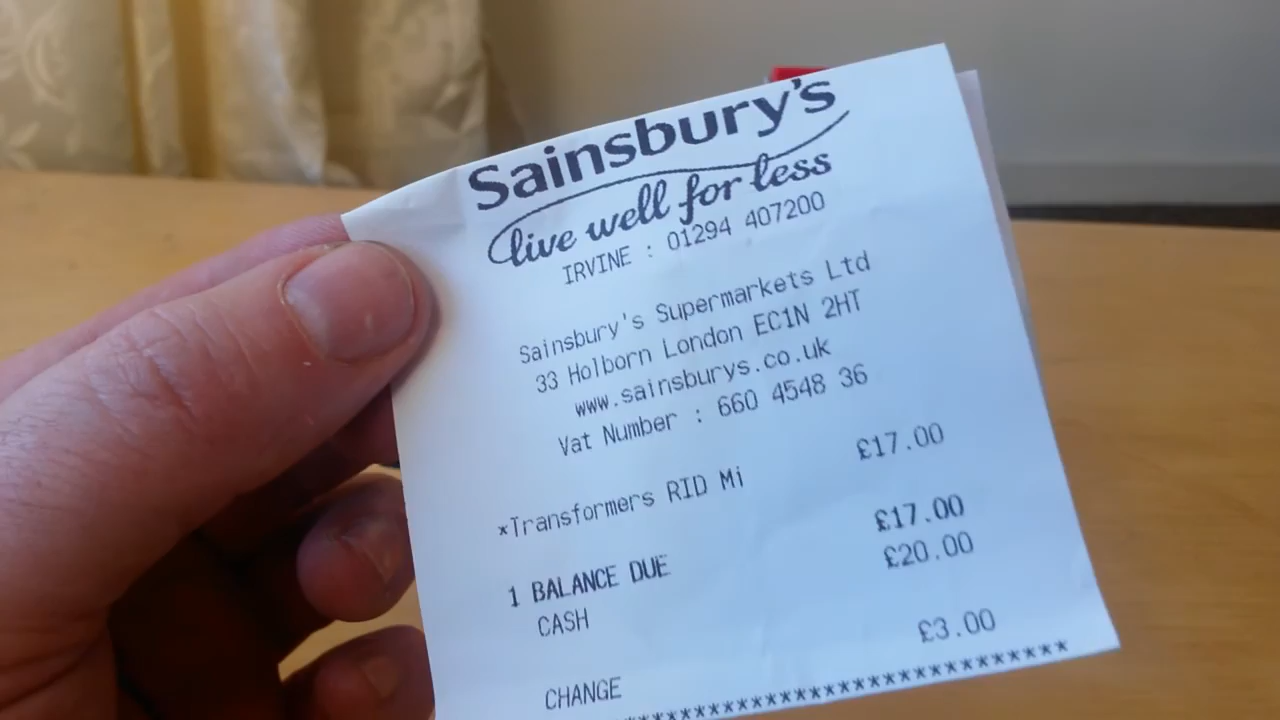 Sainsbury's
live well for less
IRVINE : 01294 407200
Sainsbury's Supermarkets Ltd
33 Holborn London EC1N 2HT
www.sainsburys.co.uk
Vat Number : 660 4548 36
*Transformers RID Mi £17.00
1 BALANCE DUE £17.00
CASH £20.00
CHANGE £3.00
********************************